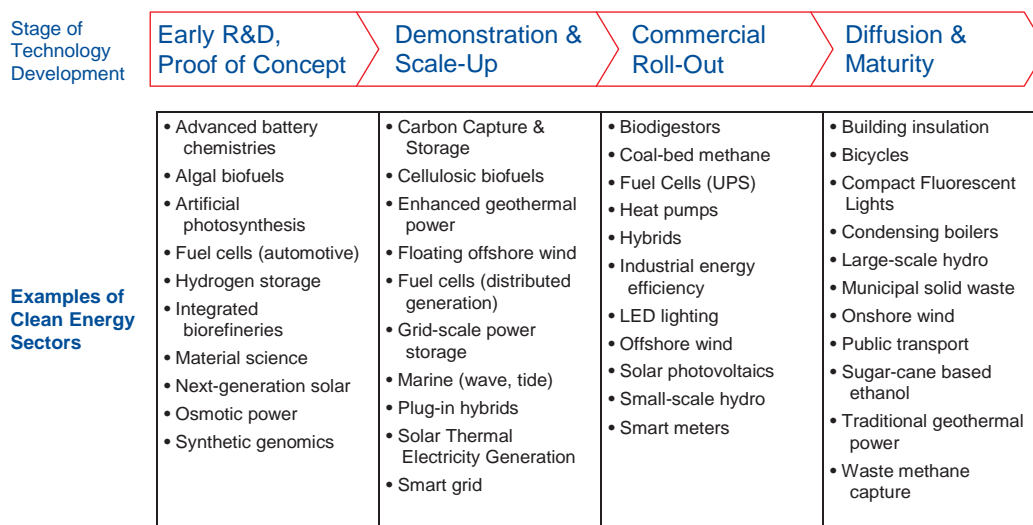 Stage of
Technology
Development
Early R&D,
Proof of Concept
Demonstration &
Scale-Up
Commercial
Roll-Out
Diffusion &
Maturity
Examples of
Clean Energy
Sectors
• Advanced battery
chemistries
• Algal biofuels
• Artificial
photosynthesis
• Fuel cells (automotive)
• Hydrogen storage
• Integrated
biorefineries
• Material science
• Next-generation solar
• Osmotic power
• Synthetic genomics
• Carbon Capture &
Storage
• Cellulosic biofuels
• Enhanced geothermal
power
• Floating offshore wind
• Fuel cells (distributed
generation)
• Grid-scale power
storage
• Marine (wave, tide)
• Plug-in hybrids
• Solar Thermal
Electricity Generation
• Smart grid
• Biodigestors
• Coal-bed methane
• Fuel Cells (UPS)
• Heat pumps
• Hybrids
• Industrial energy
efficiency
• LED lighting
• Offshore wind
• Solar photovoltaics
• Small-scale hydro
• Smart meters
• Building insulation
• Bicycles
• Compact Fluorescent
Lights
• Condensing boilers
• Large-scale hydro
• Municipal solid waste
• Onshore wind
• Public transport
• Sugar-cane based
ethanol
• Traditional geothermal
power
• Waste methane
capture